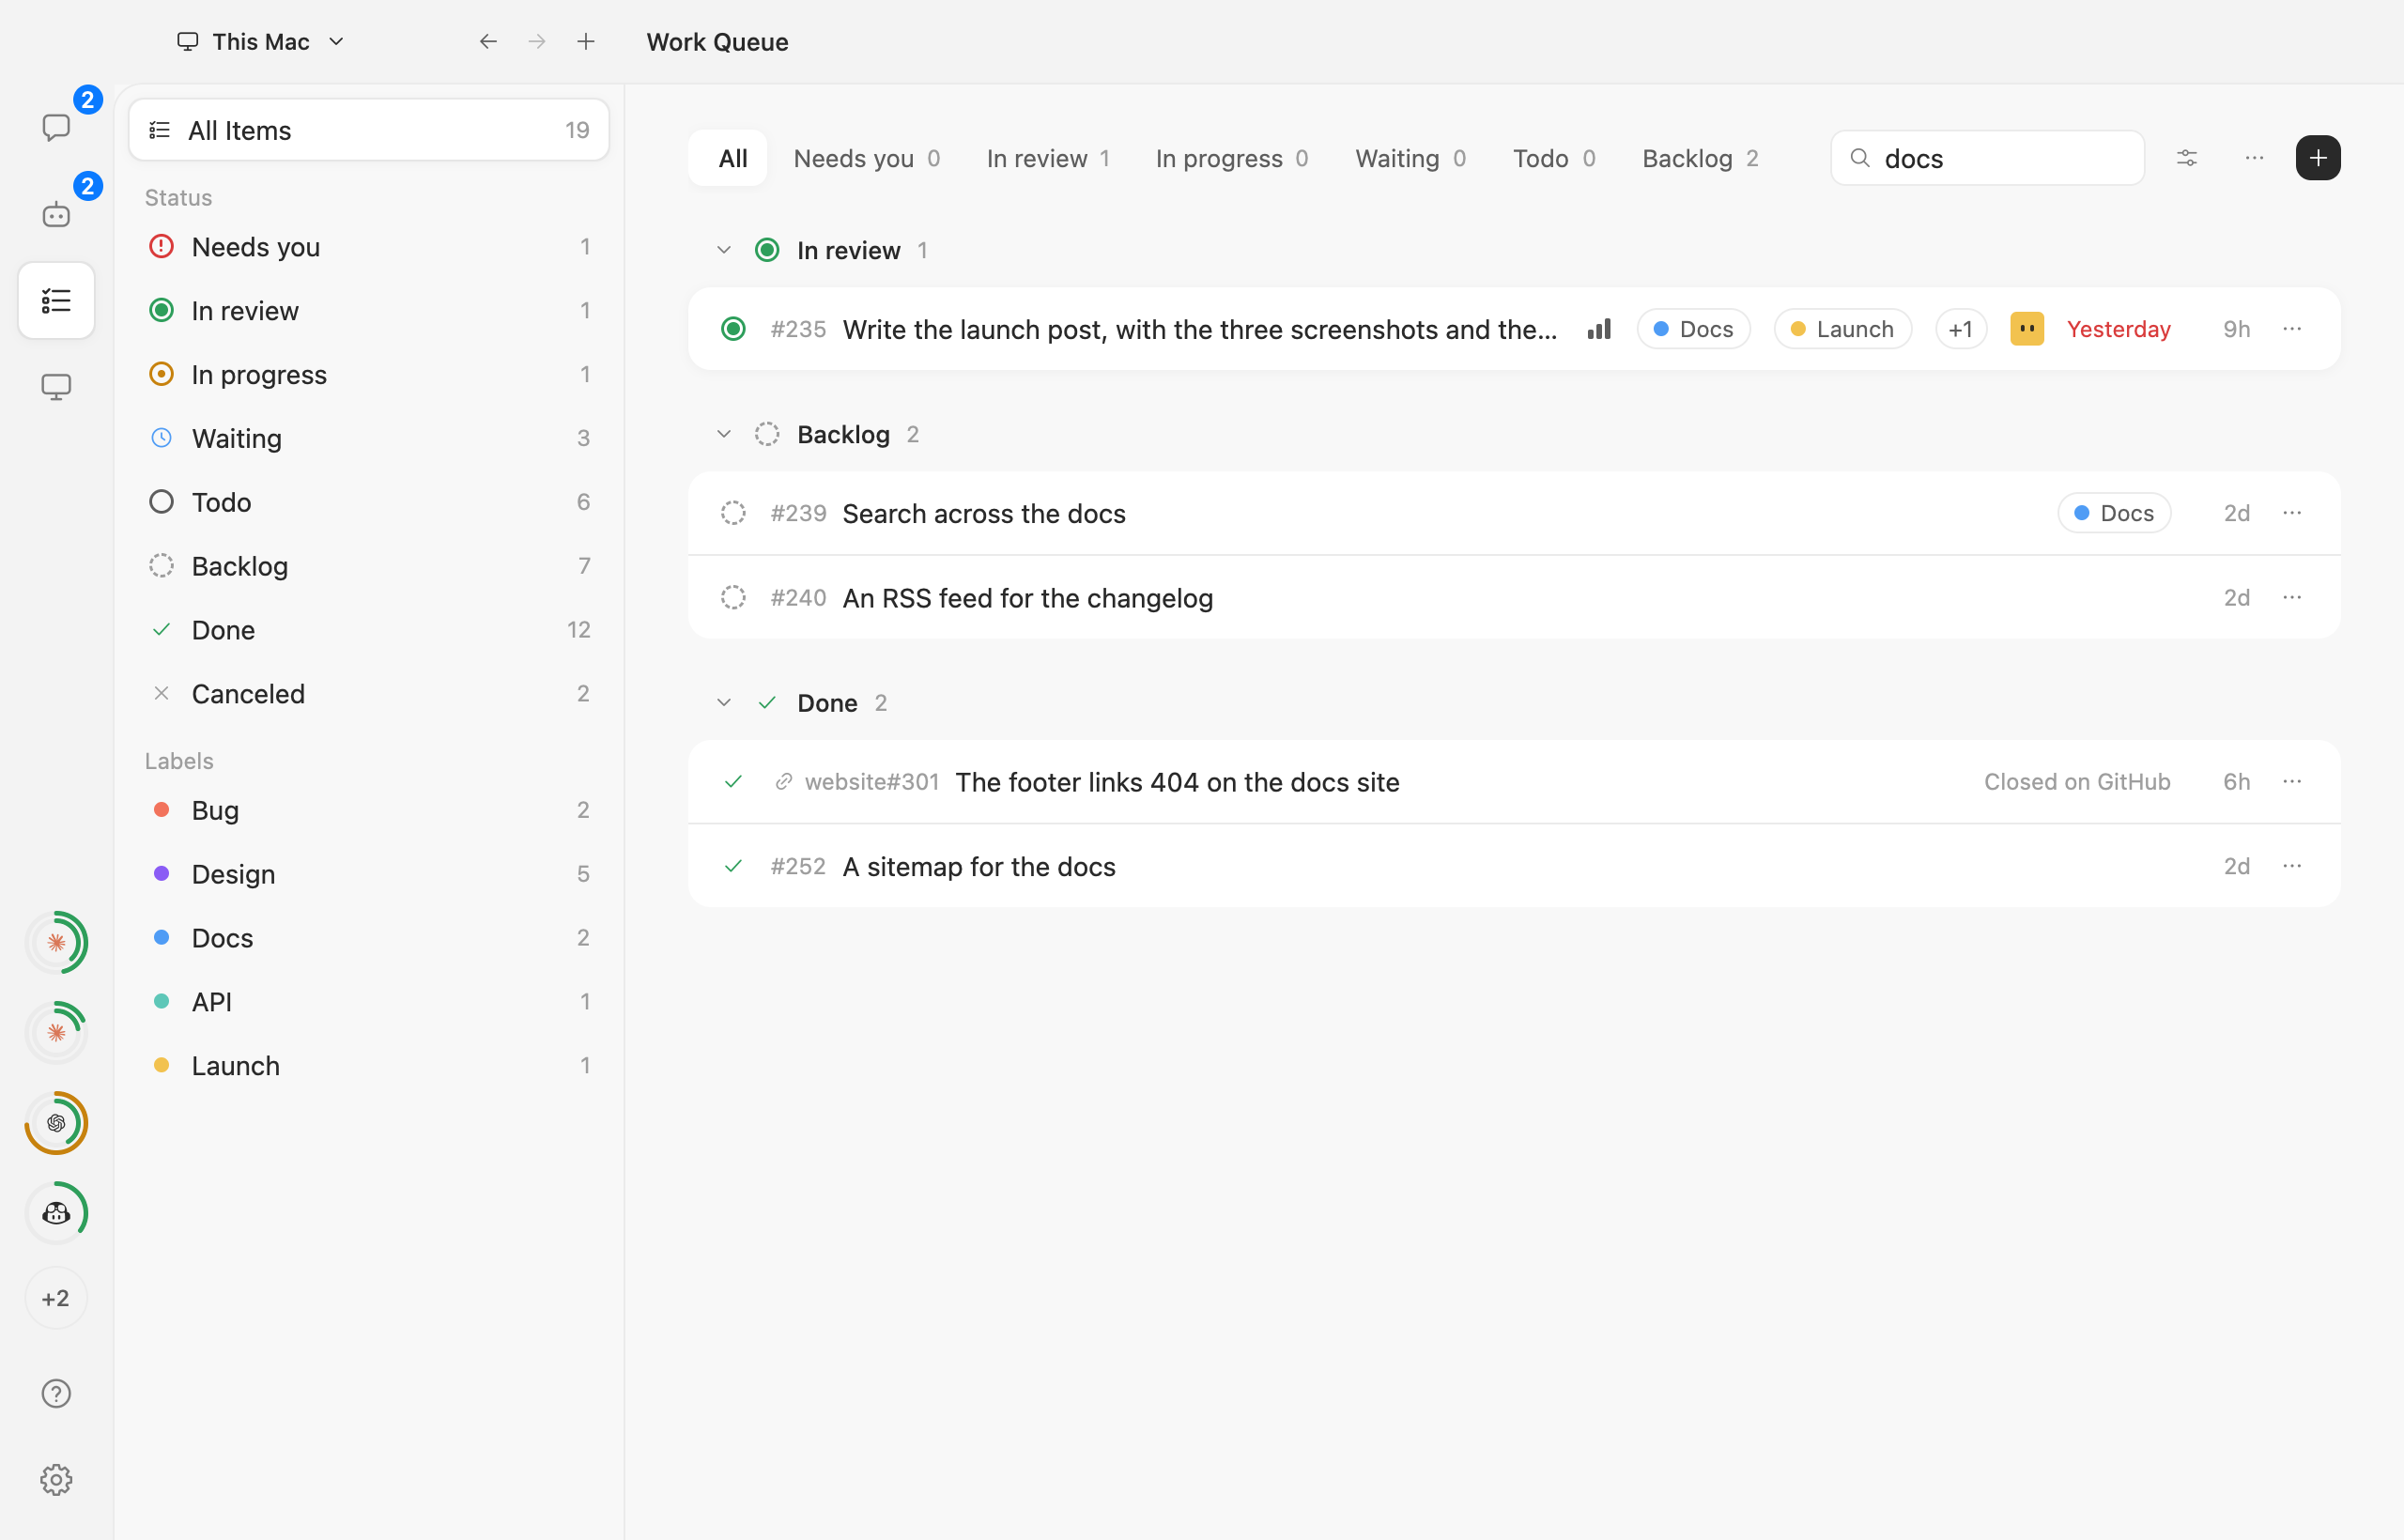 This Mac
Work Queue
2
2
All Items 19
Status
Needs you 1
In review 1
In progress 1
Waiting 3
Todo 6
Backlog 7
Done 12
Canceled 2
Labels
Bug 2
Design 5
Docs 2
API 1
Launch 1
+2
All Needs you 0 In review 1 In progress 0 Waiting 0 Todo 0 Backlog 2 docs
In review 1
#235 Write the launch post, with the three screenshots and the... Docs Launch +1 Yesterday 9h
Backlog 2
#239 Search across the docs Docs 2d
#240 An RSS feed for the changelog 2d
Done 2
website#301 The footer links 404 on the docs site Closed on GitHub 6h
#252 A sitemap for the docs 2d